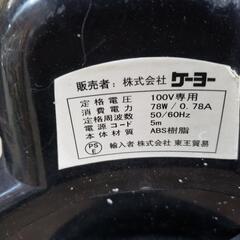 販売者：株式会社 ケーヨー
定格電圧 100V専用
消費電力 78W/0.78A
定格周波数 50/60Hz
電源コード 5m
本体材質 ABS樹脂
PSE 輸入者 株式会社 東王貿易